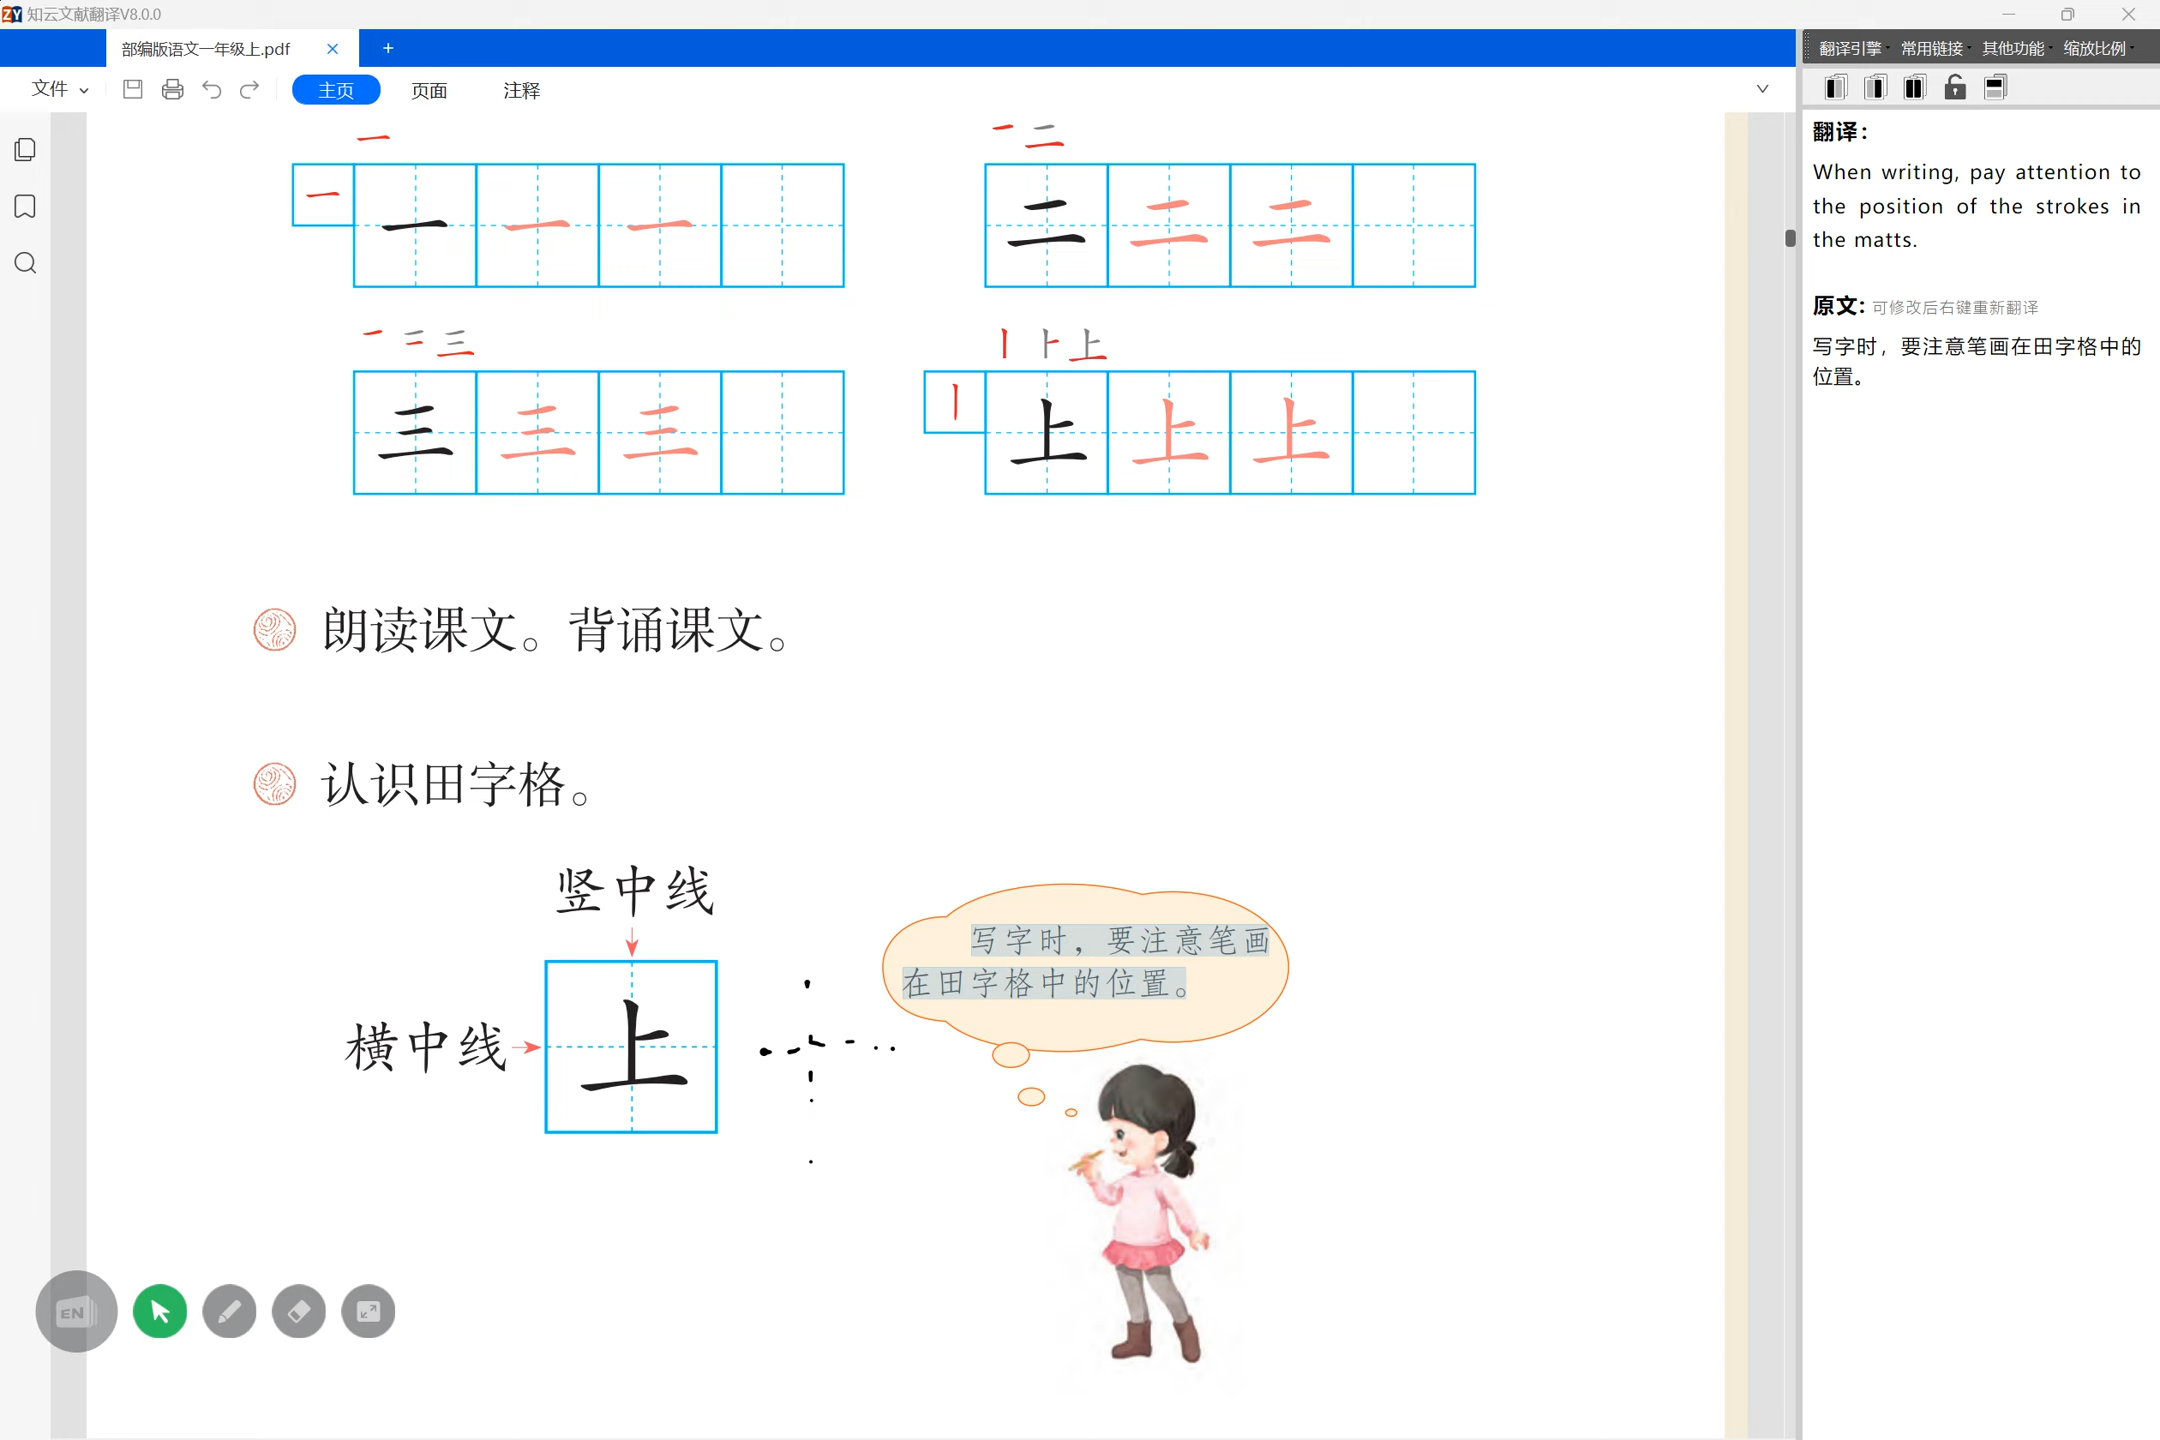 知云文献翻译V8.0.0
部编版语文一年级上.pdf
翻译引擎 常用链接 其他功能 缩放比例
文件 主页 页面 注释
一 一 二
一 一 一 一
二 二 二
一 二 三
三 三 三
丨 上
丨 上 上 上
朗读课文。背诵课文。
认识田字格。
竖中线
横中线
上
写字时，要注意笔画
在田字格中的位置。
EN
翻译：
When writing, pay attention to
the position of the strokes in
the matts.
原文: 可修改后右键重新翻译
写字时，要注意笔画在田字格中的
位置。